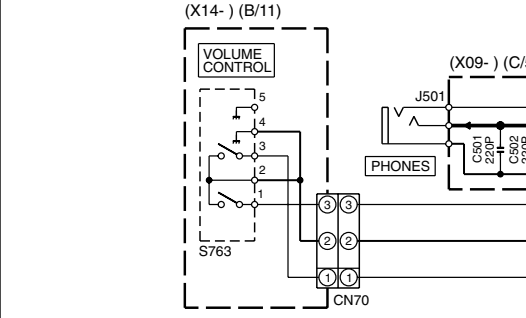 (X14- ) (B/11)
VOLUME
CONTROL
5
4
3
2
1
S763
3 3
2 2
1 1
CN70
(X09- ) (C/
J501
PHONES
C501
220P
C502
220P